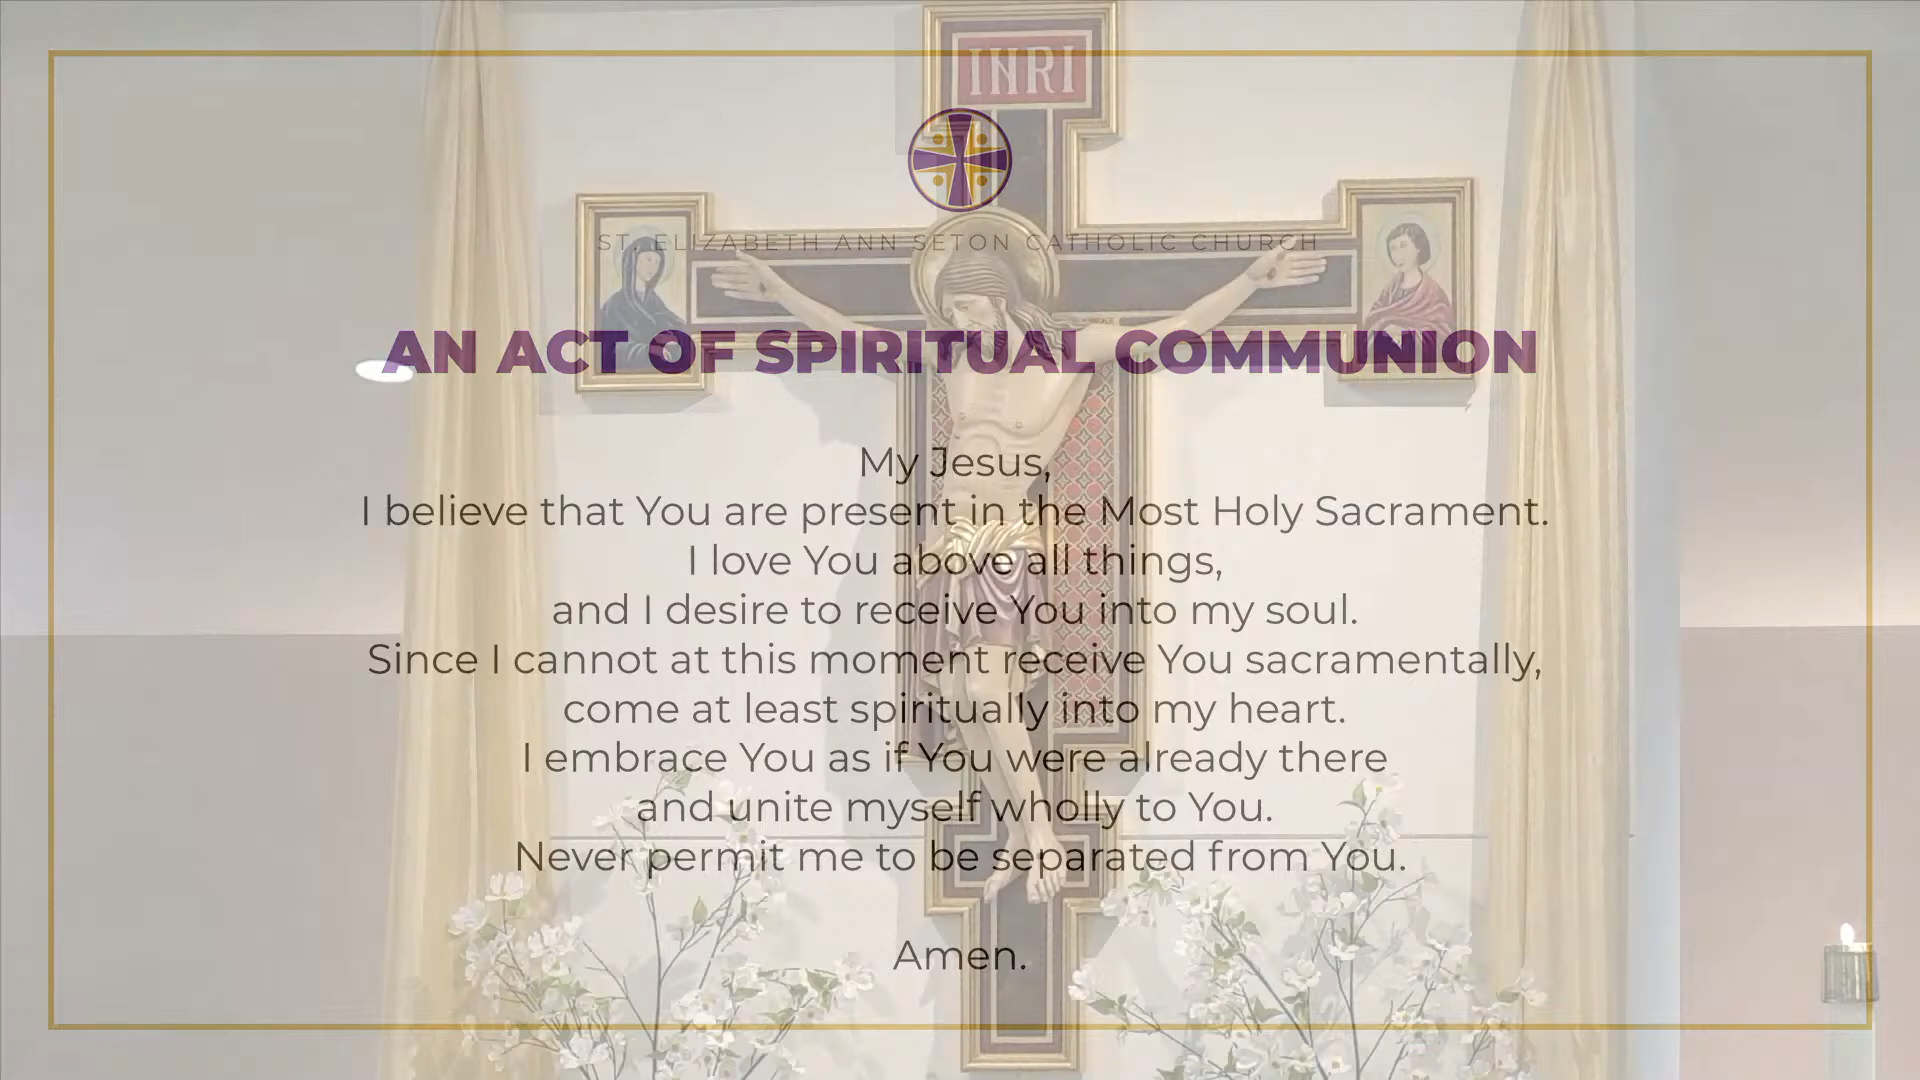 INRI
ST. ELIZABETH ANN SETON CATHOLIC CHURCH
AN ACT OF SPIRITUAL COMMUNION
My Jesus,
I believe that You are present in the Most Holy Sacrament.
I love You above all things,
and I desire to receive You into my soul.
Since I cannot at this moment receive You sacramentally,
come at least spiritually into my heart.
I embrace You as if You were already there
and unite myself wholly to You.
Never permit me to be separated from You.
Amen.